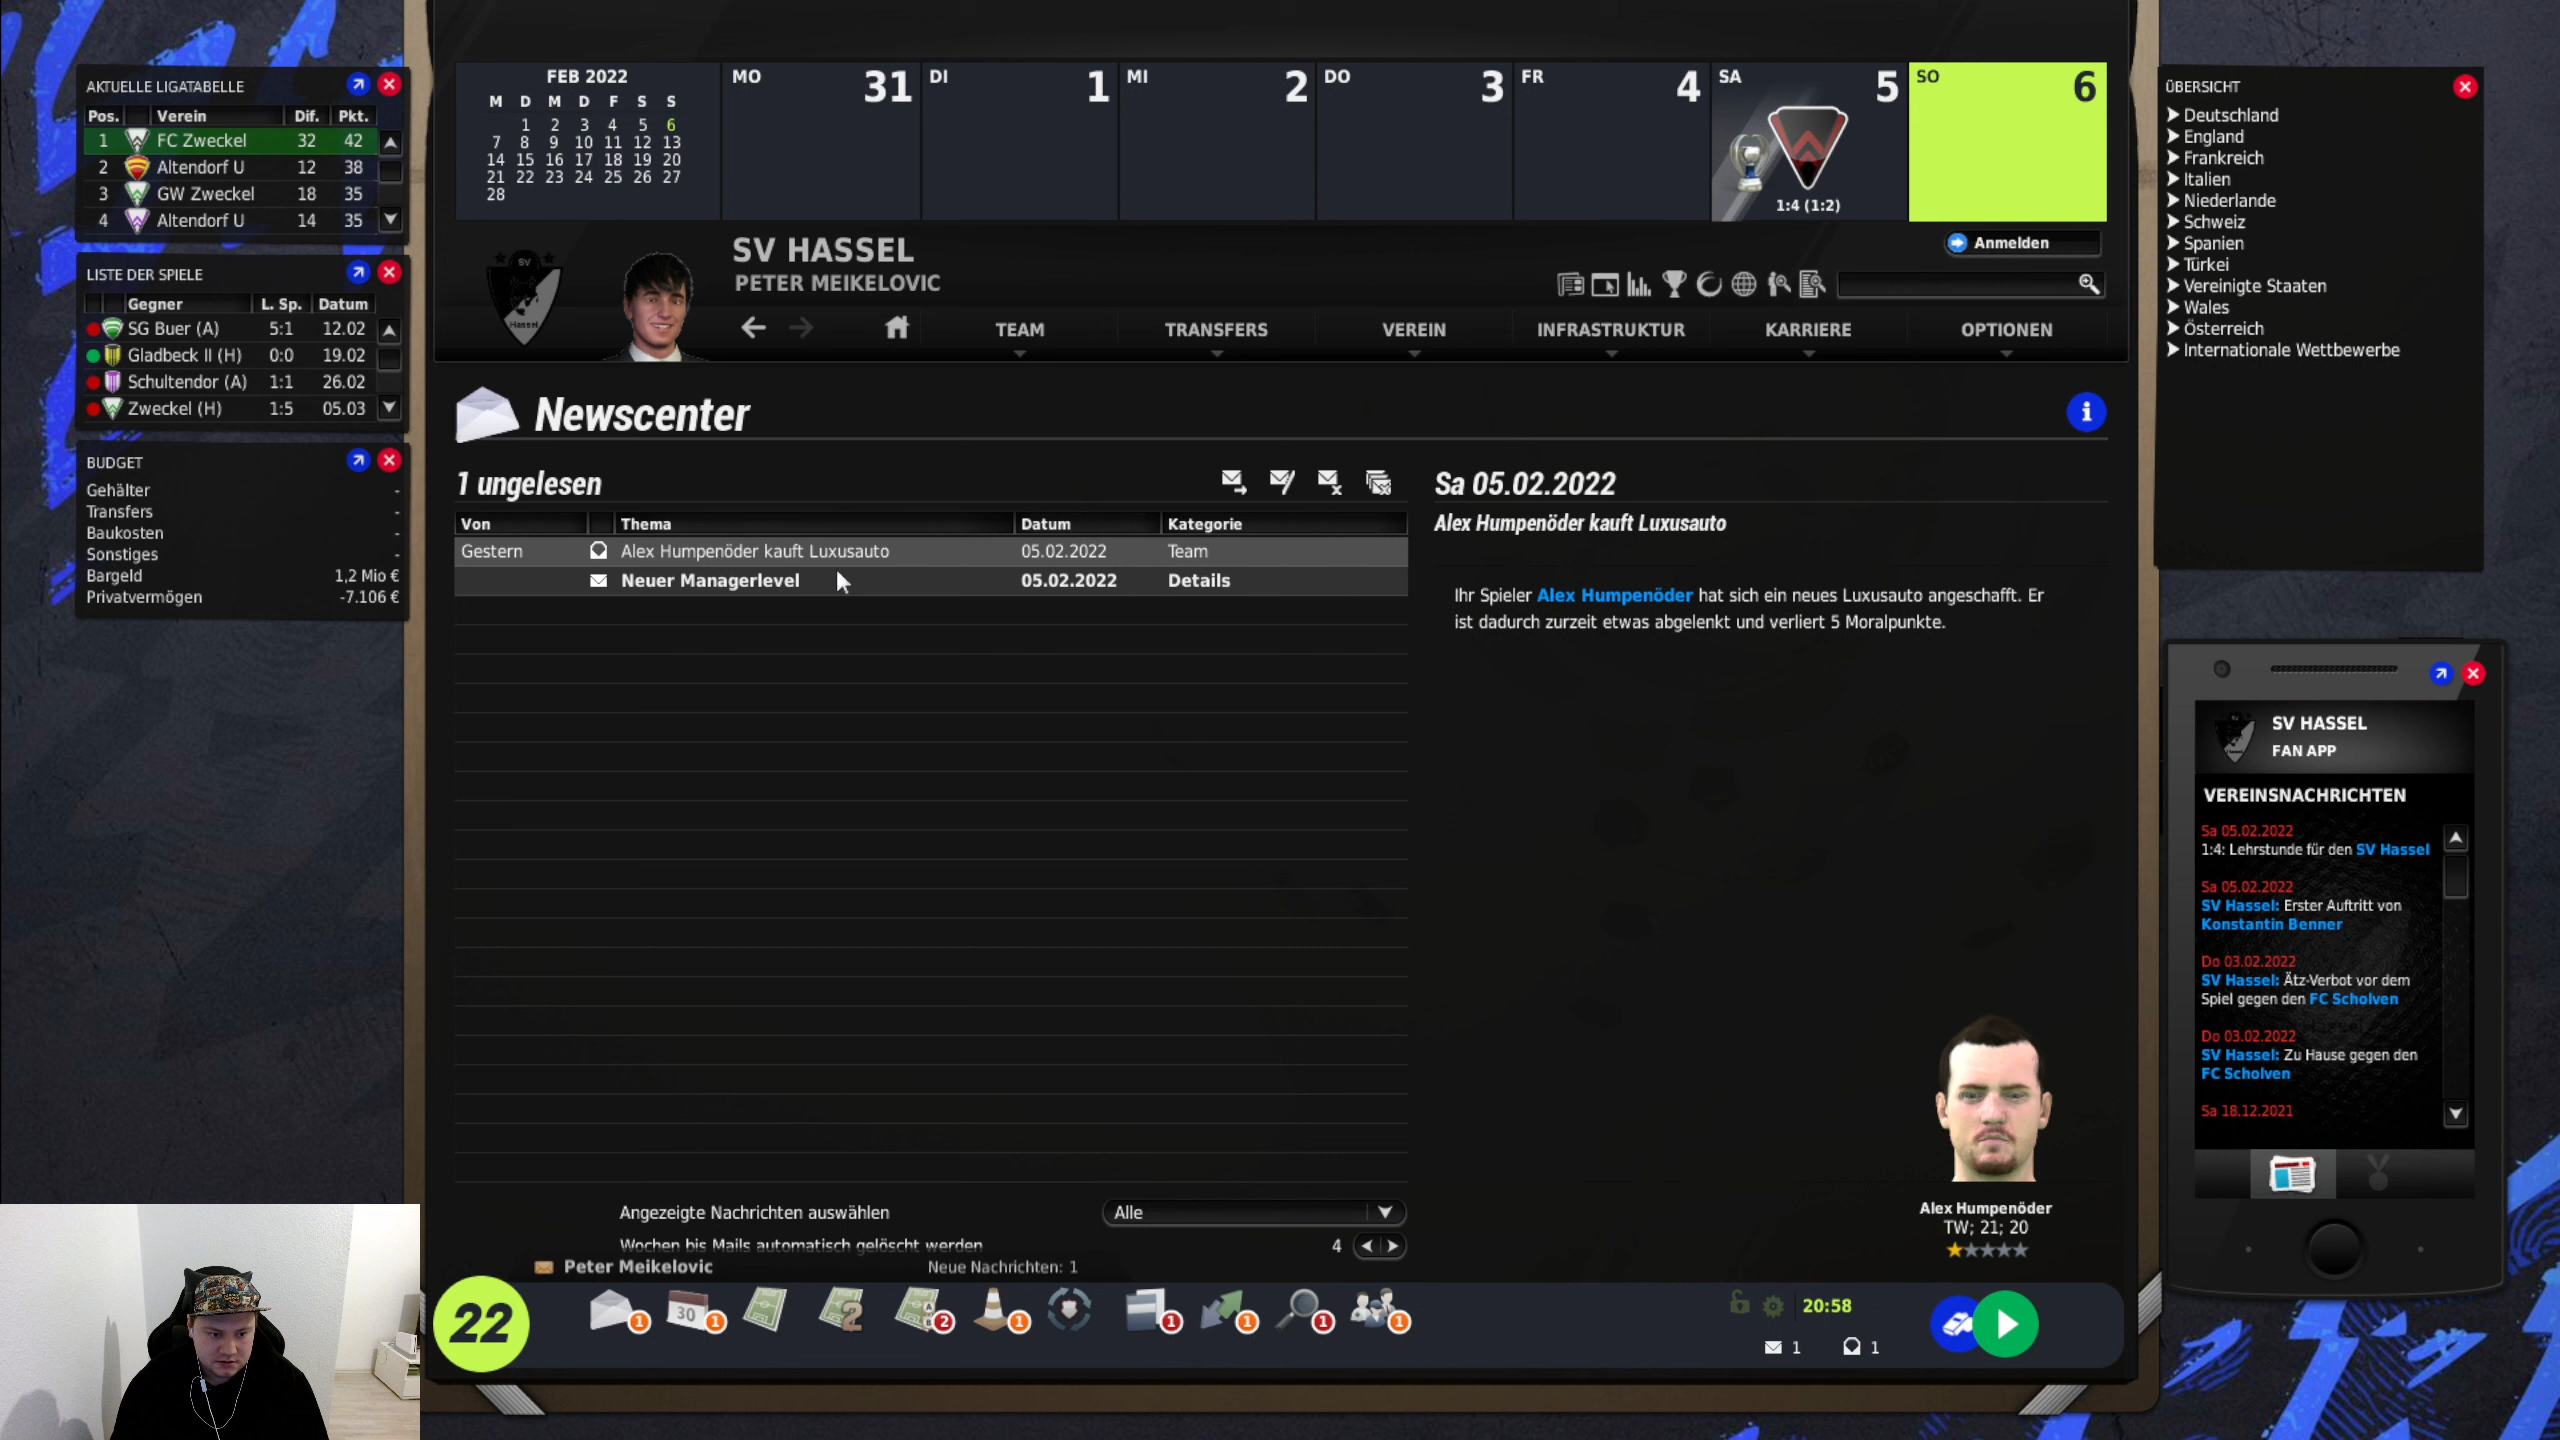 AKTUELLE LIGATABELLE
Pos. Verein Dif. Pkt.
1 FC Zweckel 32 42
2 Altendorf U 12 38
3 GW Zweckel 18 35
4 Altendorf U 14 35
LISTE DER SPIELE
Gegner L. Sp. Datum
SG Buer (A) 5:1 12.02
Gladbeck II (H) 0:0 19.02
Schultendor (A) 1:1 26.02
Zweckel (H) 1:5 05.03
BUDGET
Gehälter -
Transfers -
Baukosten -
Sonstiges -
Bargeld 1,2 Mio €
Privatvermögen -7.106 €
FEB 2022
M D M D F S S
1 2 3 4 5 6
7 8 9 10 11 12 13
14 15 16 17 18 19 20
21 22 23 24 25 26 27
28
MO 31
DI 1
MI 2
DO 3
FR 4
SA 5
1:4 (1:2)
SO 6
SV
Hassel
SV HASSEL
PETER MEIKELOVIC
Anmelden
TEAM TRANSFERS VEREIN INFRASTRUKTUR KARRIERE OPTIONEN
Newscenter
1 ungelesen
Von Thema Datum Kategorie
Gestern Alex Humpenöder kauft Luxusauto 05.02.2022 Team
Neuer Managerlevel 05.02.2022 Details
Sa 05.02.2022
Alex Humpenöder kauft Luxusauto
Ihr Spieler Alex Humpenöder hat sich ein neues Luxusauto angeschafft. Er
ist dadurch zurzeit etwas abgelenkt und verliert 5 Moralpunkte.
Alex Humpenöder
TW; 21; 20
Angezeigte Nachrichten auswählen Alle
Wochen bis Mails automatisch gelöscht werden 4
Peter Meikelovic Neue Nachrichten: 1
22
1 30 1 2 2 1 1 1 1 1
20:58
1 1
ÜBERSICHT
Deutschland
England
Frankreich
Italien
Niederlande
Schweiz
Spanien
Türkei
Vereinigte Staaten
Wales
Österreich
Internationale Wettbewerbe
SV HASSEL
FAN APP
VEREINSNACHRICHTEN
Sa 05.02.2022
1:4: Lehrstunde für den SV Hassel
Sa 05.02.2022
SV Hassel: Erster Auftritt von
Konstantin Benner
Do 03.02.2022
SV Hassel: Ätz-Verbot vor dem
Spiel gegen den FC Scholven
Do 03.02.2022
SV Hassel: Zu Hause gegen den
FC Scholven
Sa 18.12.2021